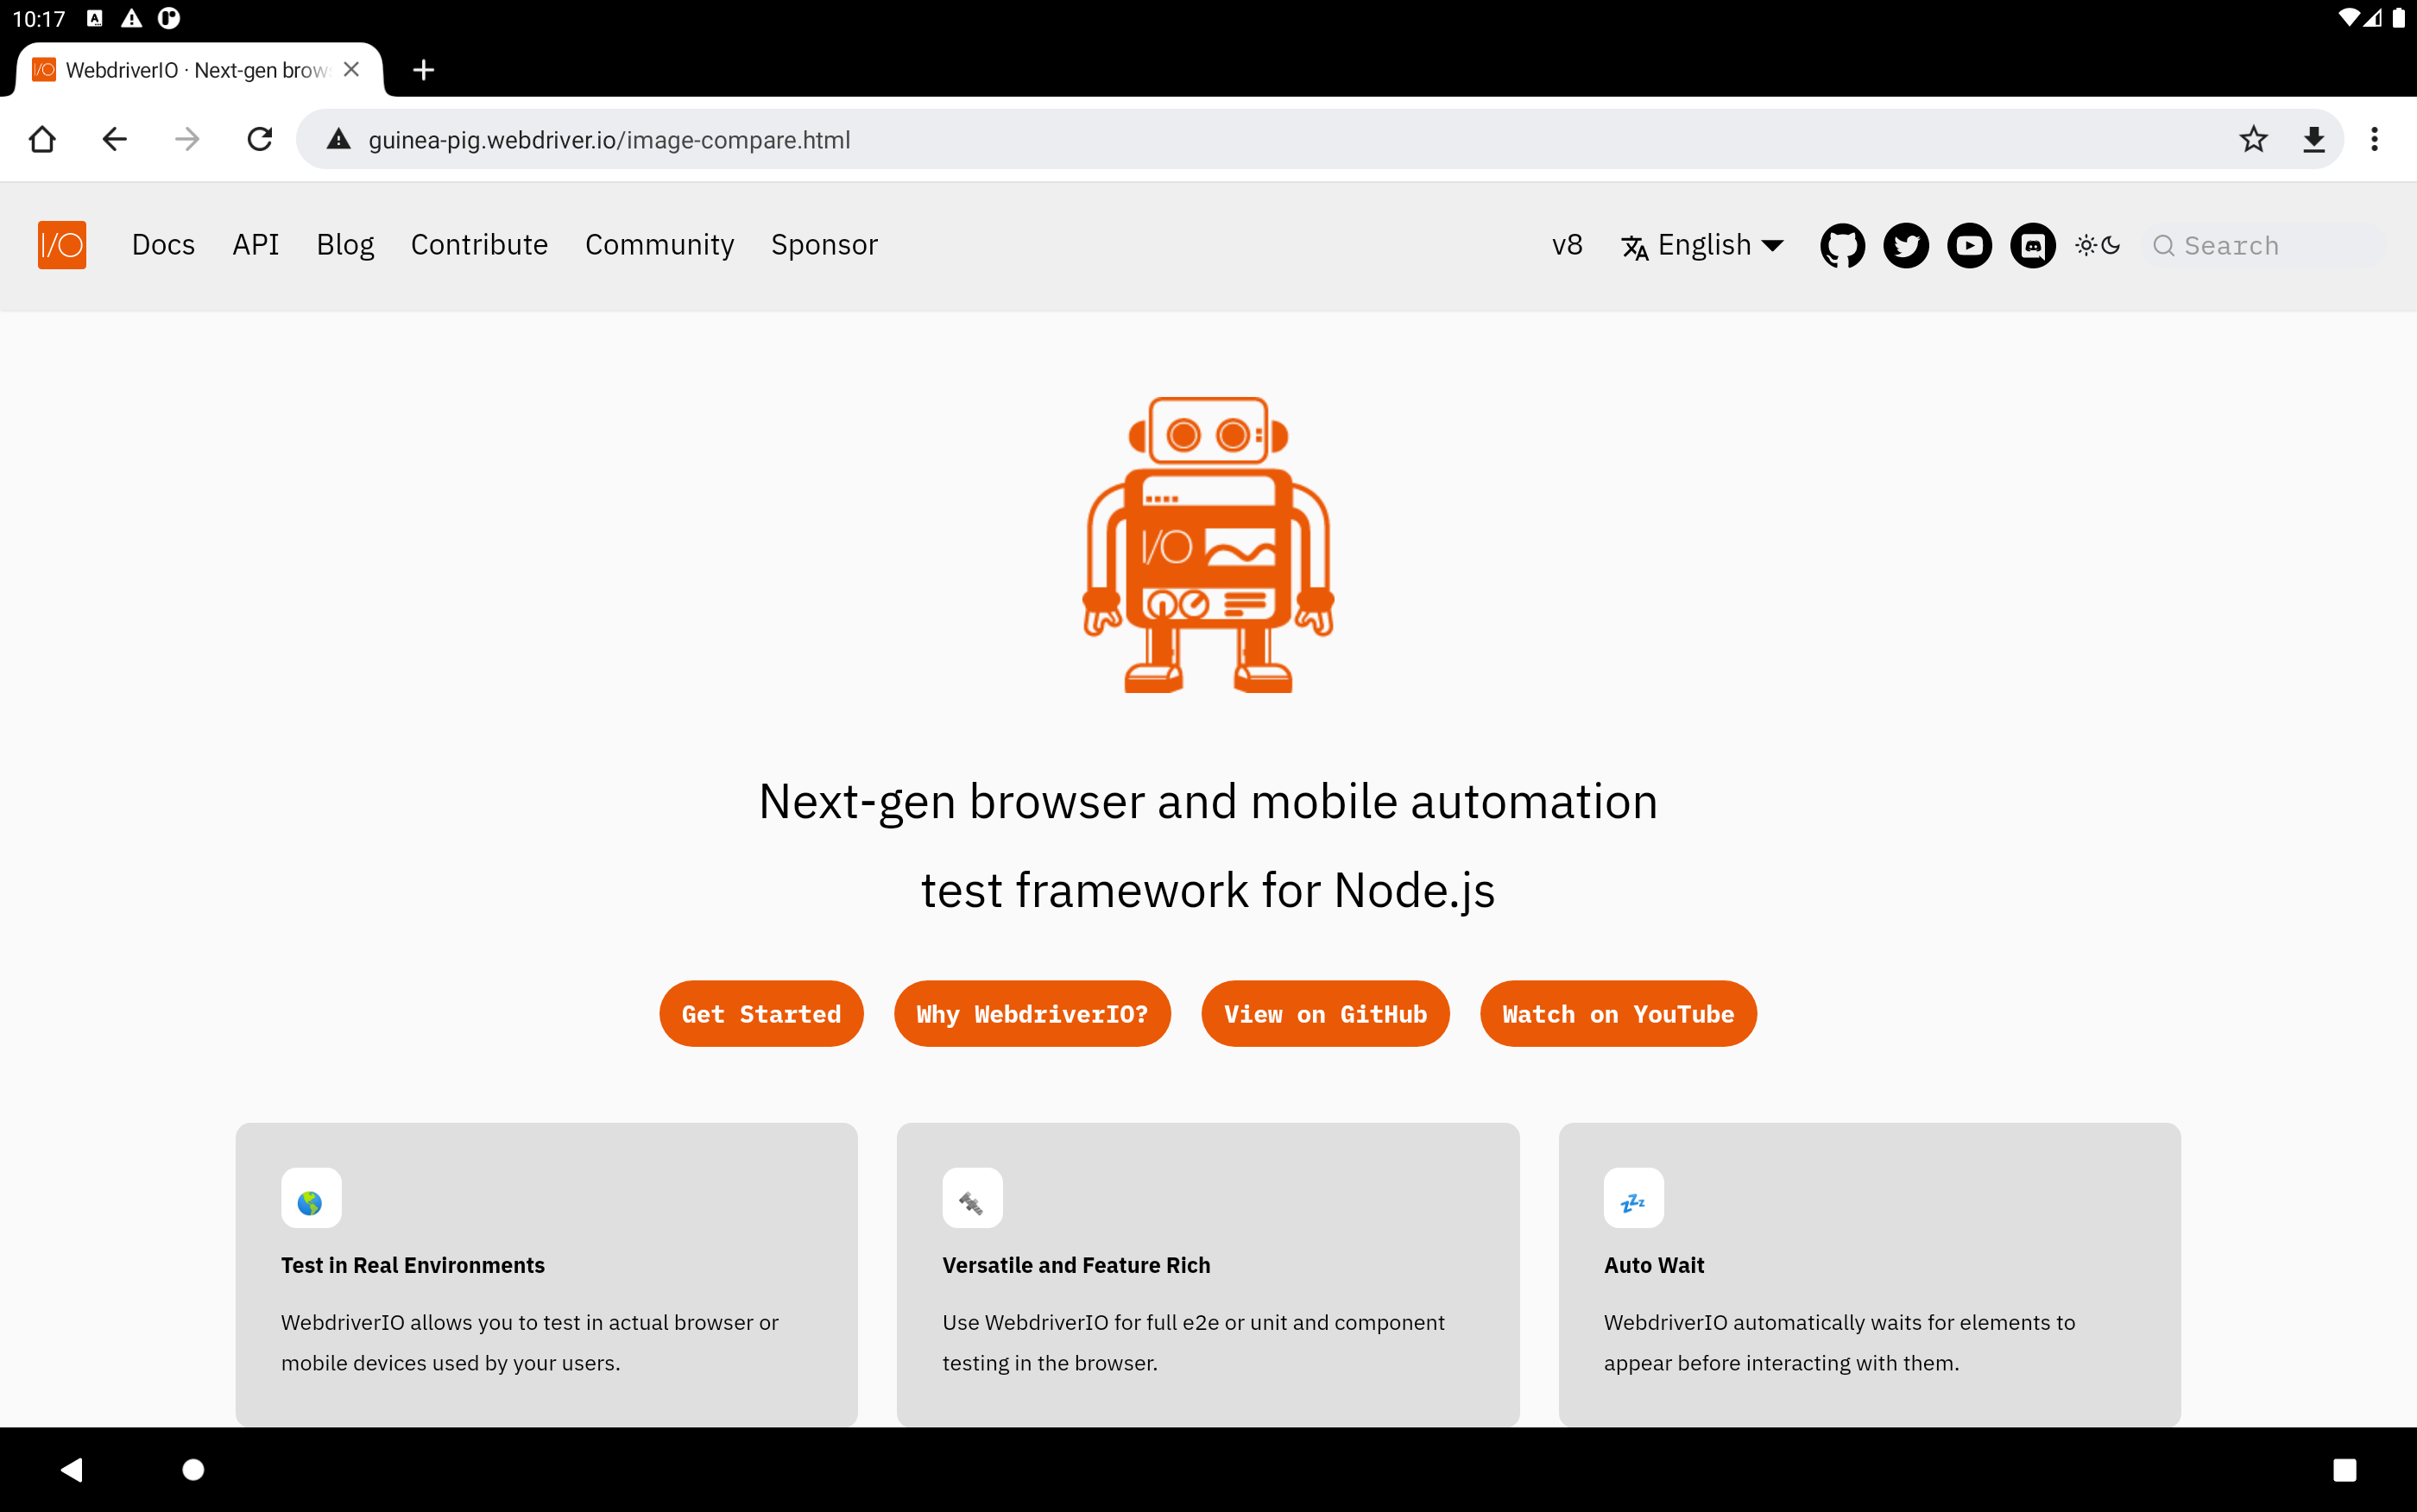 10:17
WebdriverIO · Next-gen brow
guinea-pig.webdriver.io/image-compare.html
I/O Docs API Blog Contribute Community Sponsor v8 English Search
I/O
Next-gen browser and mobile automation
test framework for Node.js
Get Started Why WebdriverIO? View on GitHub Watch on YouTube
Test in Real Environments
WebdriverIO allows you to test in actual browser or
mobile devices used by your users.
Versatile and Feature Rich
Use WebdriverIO for full e2e or unit and component
testing in the browser.
Auto Wait
WebdriverIO automatically waits for elements to
appear before interacting with them.